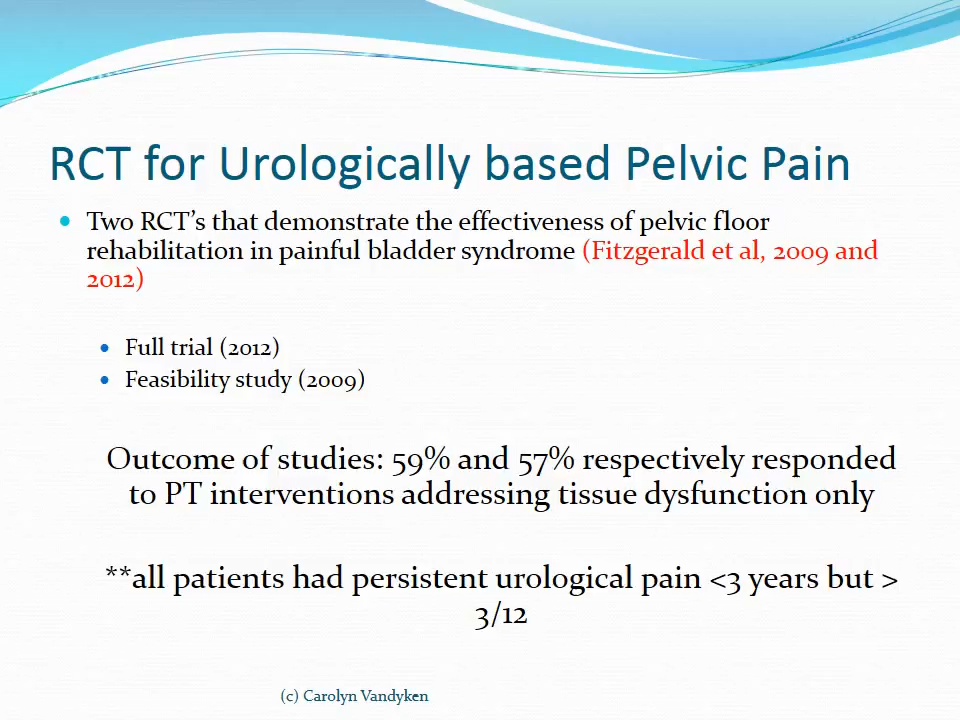 RCT for Urologically based Pelvic Pain
• Two RCT's that demonstrate the effectiveness of pelvic floor
rehabilitation in painful bladder syndrome (Fitzgerald et al, 2009 and
2012)
• Full trial (2012)
• Feasibility study (2009)
Outcome of studies: 59% and 57% respectively responded
to PT interventions addressing tissue dysfunction only
**all patients had persistent urological pain <3 years but >
3/12
(c) Carolyn Vandyken